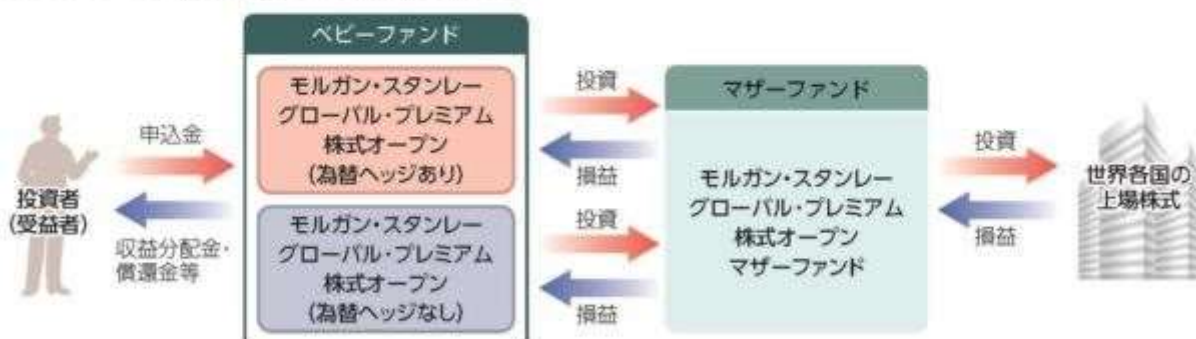 ベビーファンド
モルガン・スタンレー
グローバル・プレミアム
株式オープン
(為替ヘッジあり)
モルガン・スタンレー
グローバル・プレミアム
株式オープン
(為替ヘッジなし)
投資者
(受益者)
申込金
収益分配金・
償還金等
投資
損益
投資
損益
マザーファンド
モルガン・スタンレー
グローバル・プレミアム
株式オープン
マザーファンド
投資
損益
世界各国の
上場株式